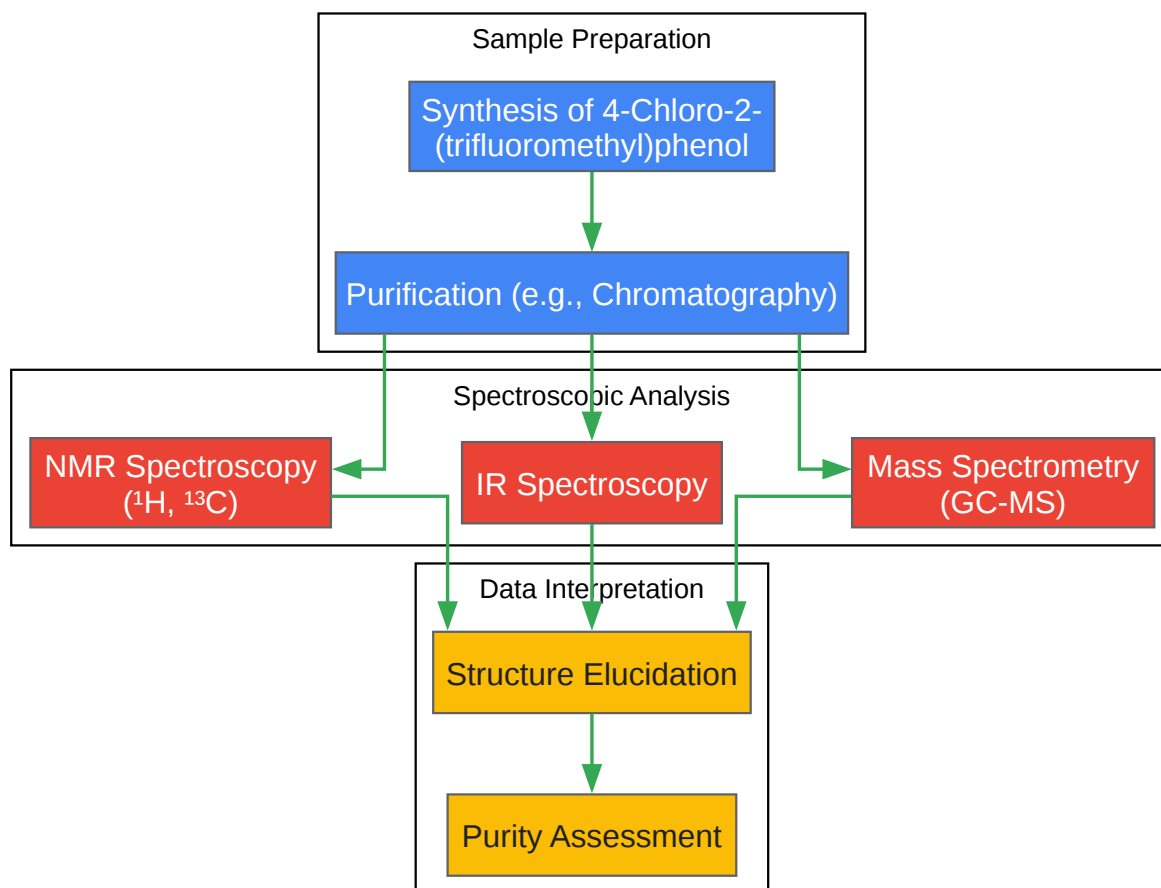 Sample Preparation
Synthesis of 4-Chloro-2-
(trifluoromethyl)phenol
Purification (e.g., Chromatography)
Spectroscopic Analysis
NMR Spectroscopy
(¹H, ¹³C)
IR Spectroscopy
Mass Spectrometry
(GC-MS)
Data Interpretation
Structure Elucidation
Purity Assessment